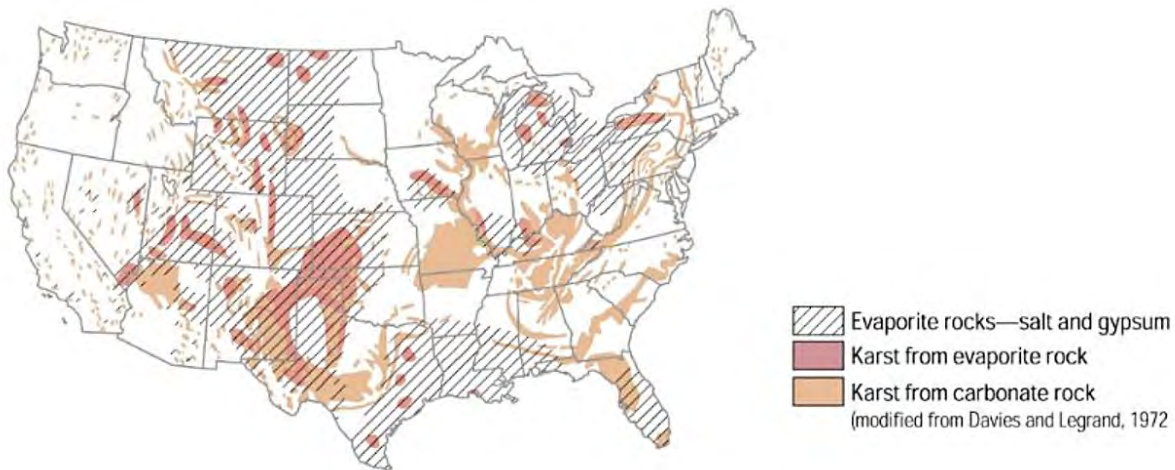 Evaporite rocks—salt and gypsum
Karst from evaporite rock
Karst from carbonate rock
(modified from Davies and Legrand, 1972